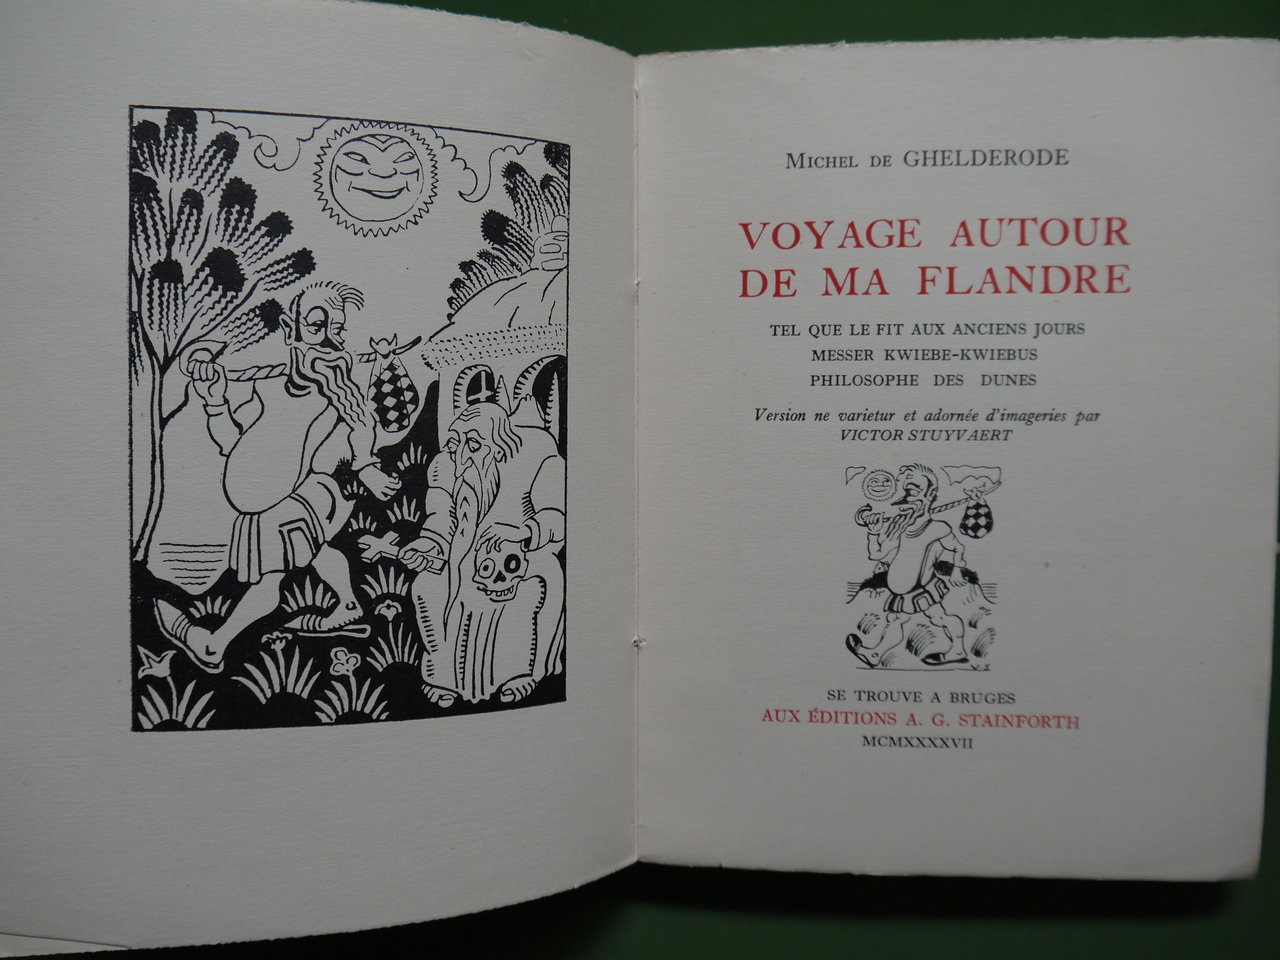 Michel de GHELDERODE
VOYAGE AUTOUR
DE MA FLANDRE
TEL QUE LE FIT AUX ANCIENS JOURS
MESSER KWIEBE-KWIEBUS
PHILOSOPHE DES DUNES
Version ne varietur et adornée d'imageries par
VICTOR STUYVAERT
V.S
SE TROUVE A BRUGES
AUX ÉDITIONS A. G. STAINFORTH
MCMXXXXVII